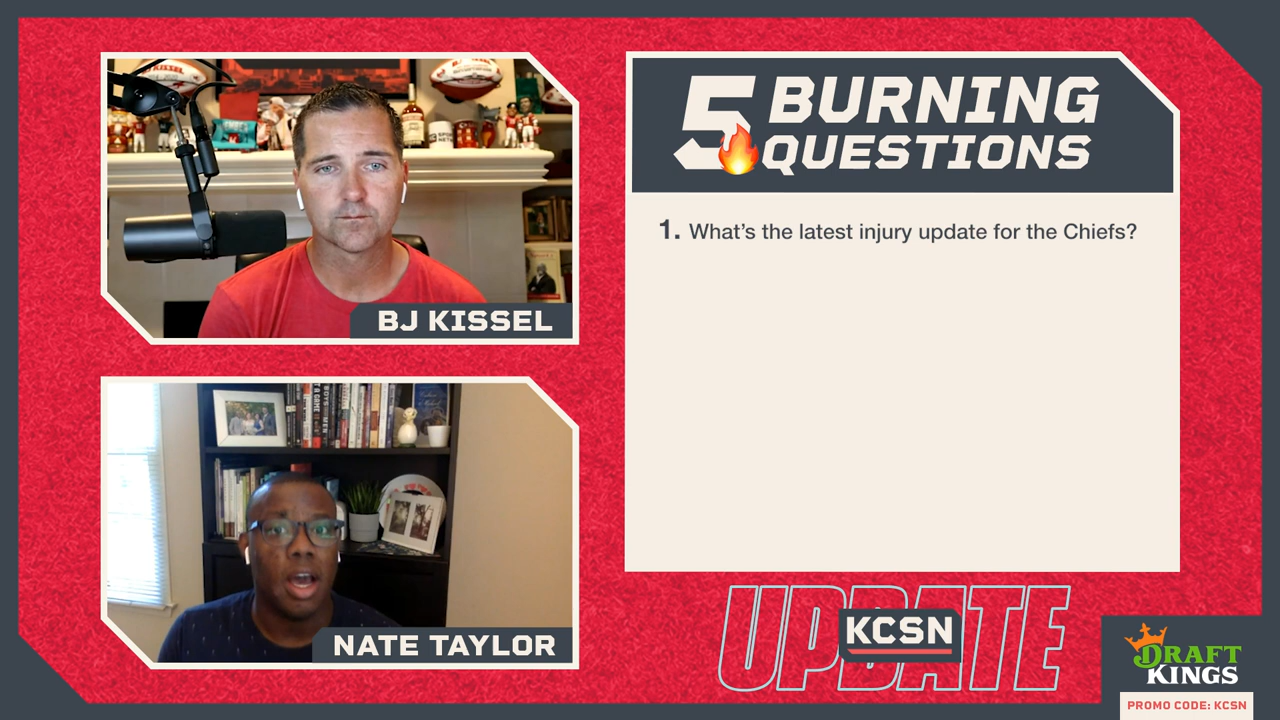 BJ KISSEL
NATE TAYLOR
5 BURNING
QUESTIONS
1. What's the latest injury update for the Chiefs?
UPDATE
KCSN
DRAFT
KINGS
PROMO CODE: KCSN